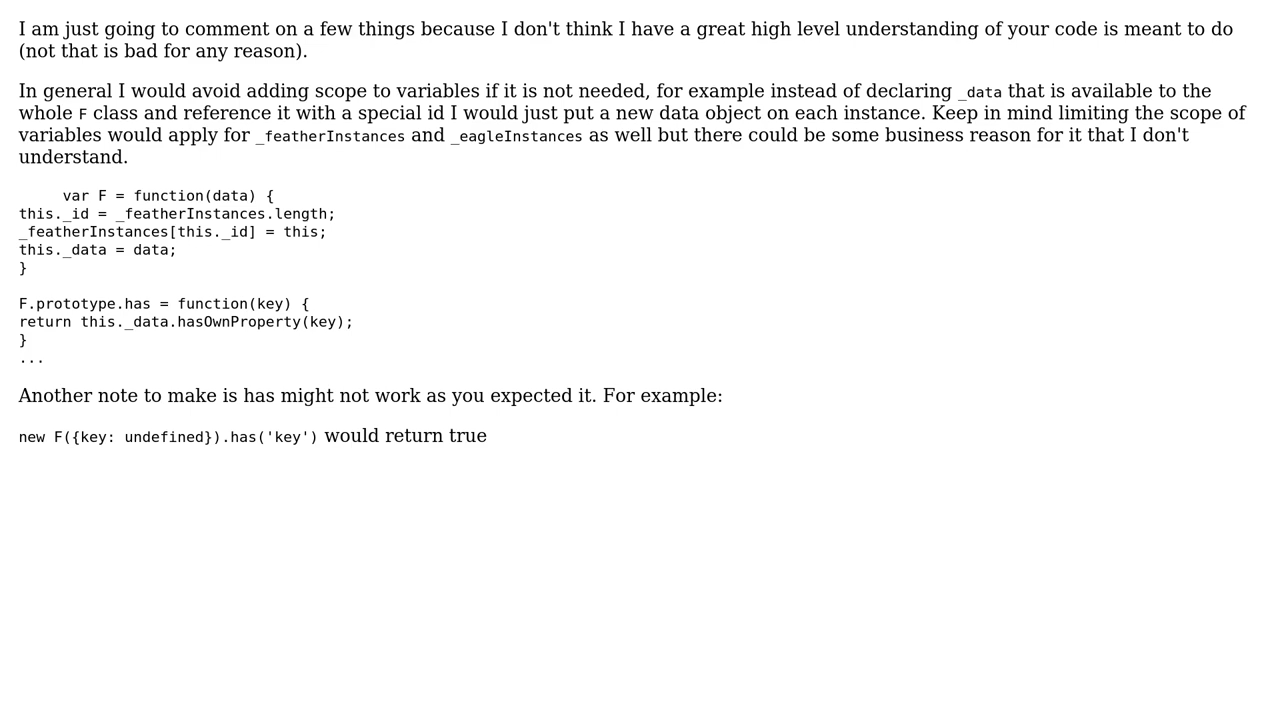 I am just going to comment on a few things because I don't think I have a great high level understanding of your code is meant to do
(not that is bad for any reason).
In general I would avoid adding scope to variables if it is not needed, for example instead of declaring _data that is available to the
whole F class and reference it with a special id I would just put a new data object on each instance. Keep in mind limiting the scope of
variables would apply for _featherInstances and _eagleInstances as well but there could be some business reason for it that I don't
understand.
var F = function(data) {
this._id = _featherInstances.length;
_featherInstances[this._id] = this;
this._data = data;
}
F.prototype.has = function(key) {
return this._data.hasOwnProperty(key);
}
...
Another note to make is has might not work as you expected it. For example:
new F({key: undefined}).has('key') would return true